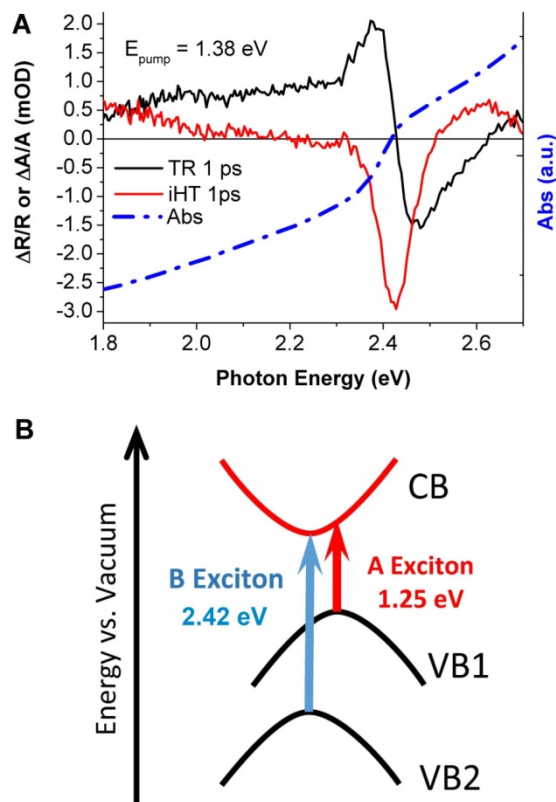 A
E_pump = 1.38 eV
2.0
1.5
1.0
0.5
0.0
-0.5
-1.0
-1.5
-2.0
-2.5
-3.0
ΔR/R or ΔA/A (mOD)
TR 1 ps
iHT 1ps
Abs
Abs (a.u.)
1.8 2.0 2.2 2.4 2.6
Photon Energy (eV)
B
Energy vs. Vacuum
CB
B Exciton
2.42 eV
A Exciton
1.25 eV
VB1
VB2